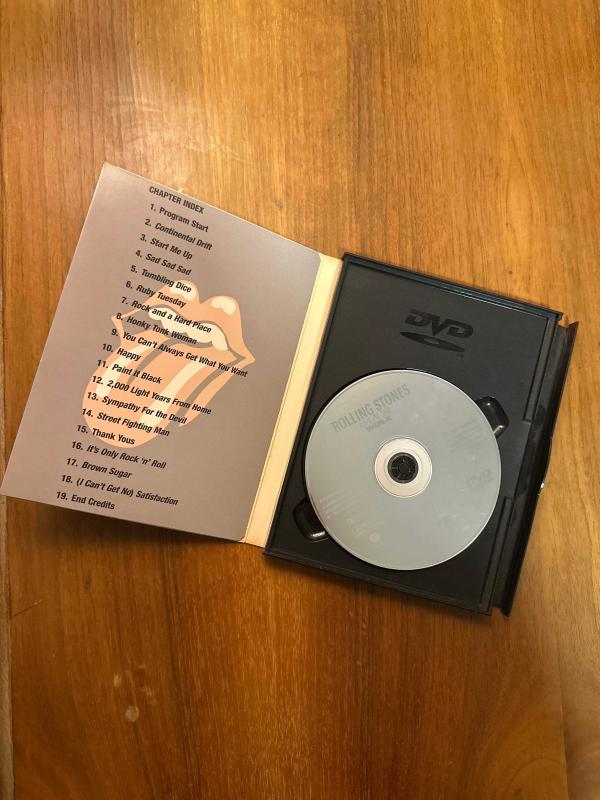 CHAPTER INDEX
1. Program Start
2. Continental Drift
3. Start Me Up
4. Sad Sad Sad
5. Tumbling Dice
6. Ruby Tuesday
7. Rock and a Hard Place
8. Honky Tonk Woman
9. You Can't Always Get What You Want
10. Happy
11. Paint It Black
12. 2,000 Light Years From Home
13. Sympathy For the Devil
14. Street Fighting Man
15. Thank Yous
16. It's Only Rock 'n' Roll
17. Brown Sugar
18. (I Can't Get No) Satisfaction
19. End Credits
DVD
ROLLING STONES
IMAX